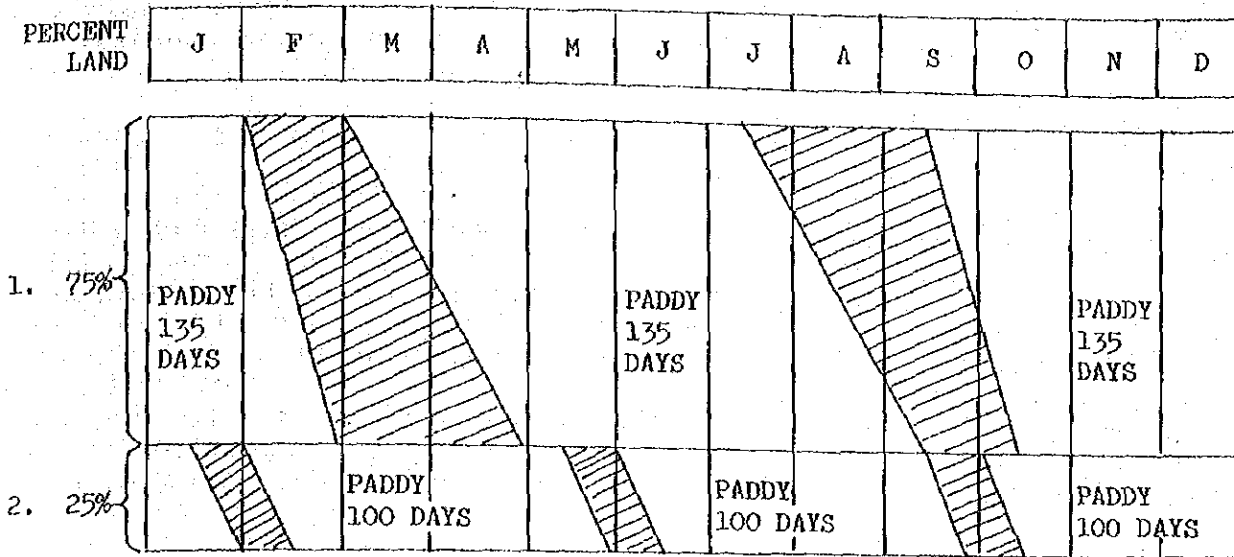 PERCENT LAND J F M A M J J A S O N D
1. 75% PADDY 135 DAYS PADDY 135 DAYS PADDY 135 DAYS
2. 25% PADDY 100 DAYS PADDY 100 DAYS PADDY 100 DAYS